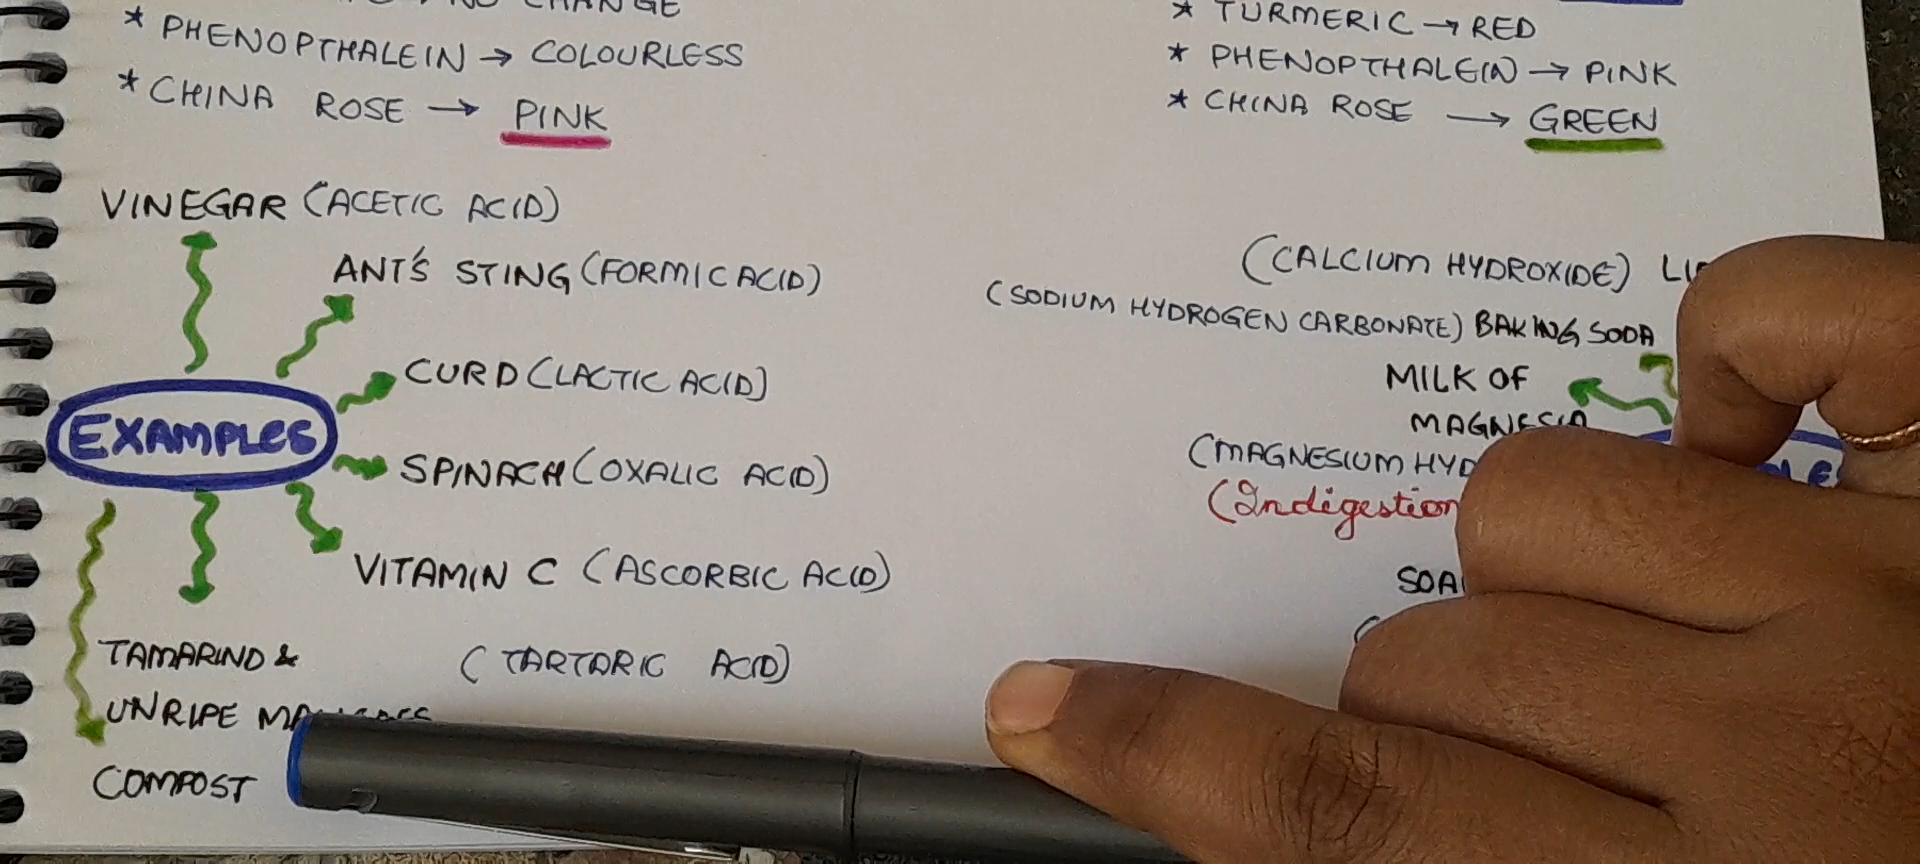 CHANGE
* PHENOPTHALEIN → COLOURLESS
* CHINA ROSE → PINK
VINEGAR (ACETIC ACID)
ANT'S STING (FORMIC ACID)
CURD (LACTIC ACID)
EXAMPLES
SPINACH (OXALIC ACID)
VITAMIN C (ASCORBIC ACID)
TAMARIND & (TARTARIC ACID)
UNRIPE
COMPOST
* TURMERIC → RED
* PHENOPTHALEIN → PINK
* CHINA ROSE → GREEN
(CALCIUM HYDROXIDE)
(SODIUM HYDROGEN CARBONATE) BAKING SODA
MILK OF
MAGNESIA
(MAGNESIUM
(Indigestion